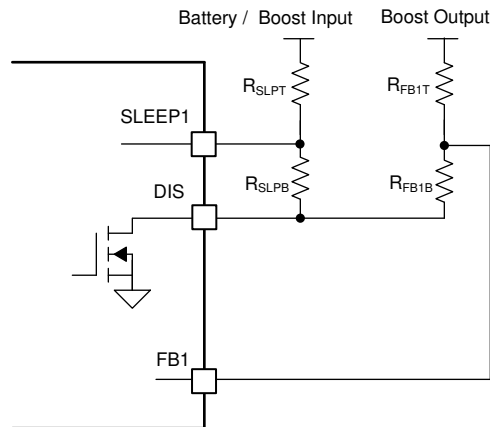 Battery / Boost Input
Boost Output
RSLPT
RFB1T
SLEEP1
RSLPB
RFB1B
DIS
FB1